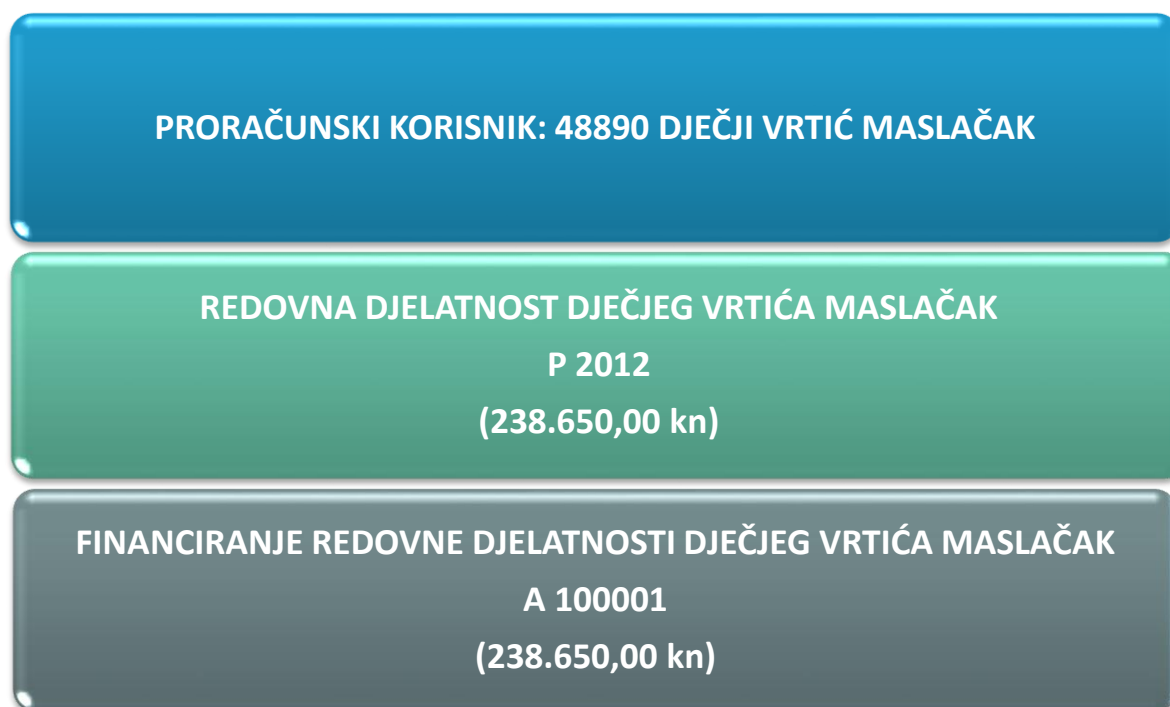 PRORAČUNSKI KORISNIK: 48890 DJEČJI VRTIĆ MASLAČAK
REDOVNA DJELATNOST DJEČJEG VRTIĆA MASLAČAK
P 2012
(238.650,00 kn)
FINANCIRANJE REDOVNE DJELATNOSTI DJEČJEG VRTIĆA MASLAČAK
A 100001
(238.650,00 kn)